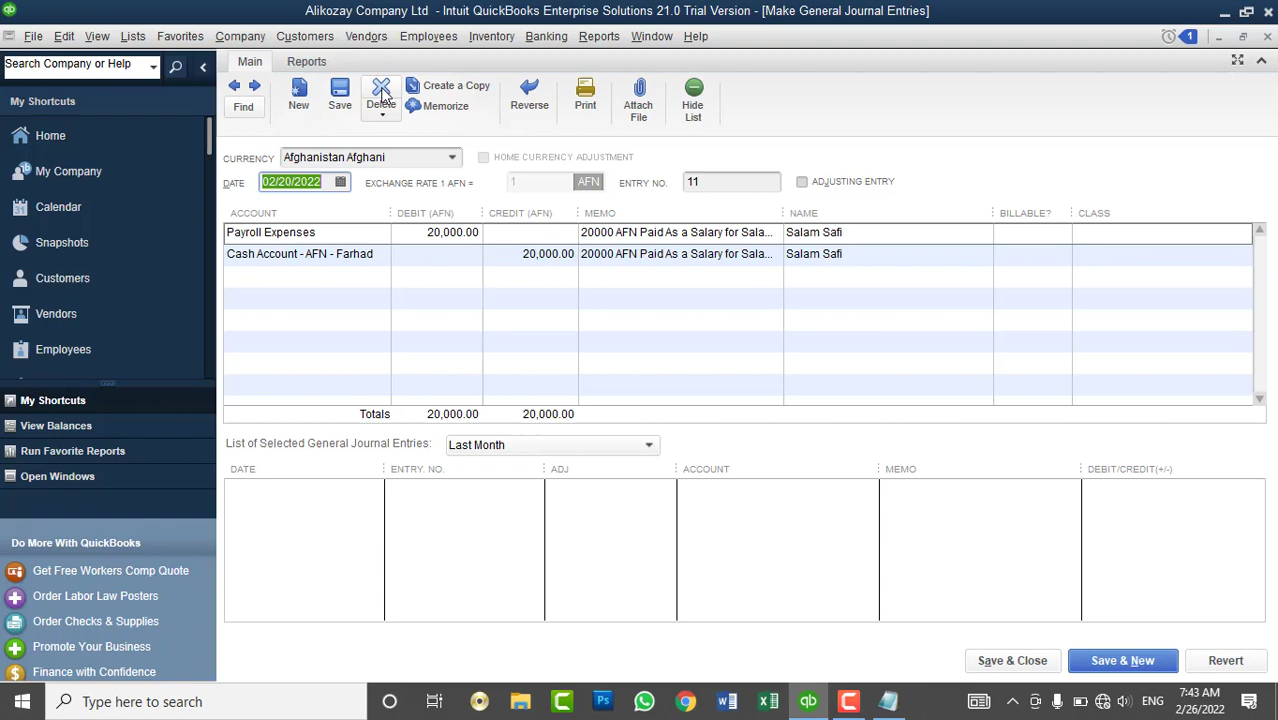 Alikozay Company Ltd - Intuit QuickBooks Enterprise Solutions 21.0 Trial Version - [Make General Journal Entries]
File Edit View Lists Favorites Company Customers Vendors Employees Inventory Banking Reports Window Help 1
Search Company or Help
Main Reports
My Shortcuts
Home
My Company
Calendar
Snapshots
Customers
Vendors
Employees
My Shortcuts
View Balances
Run Favorite Reports
Open Windows
Do More With QuickBooks
Get Free Workers Comp Quote
Order Labor Law Posters
Order Checks & Supplies
Promote Your Business
Finance with Confidence
Find
New
Save
Delete
Create a Copy
Memorize
Reverse
Print
Attach
File
Hide
List
CURRENCY Afghanistan Afghani HOME CURRENCY ADJUSTMENT
DATE 02/20/2022 EXCHANGE RATE 1 AFN = 1 AFN ENTRY NO. 11 ADJUSTING ENTRY
ACCOUNT DEBIT (AFN) CREDIT (AFN) MEMO NAME BILLABLE? CLASS
Payroll Expenses 20,000.00 20000 AFN Paid As a Salary for Sala... Salam Safi
Cash Account - AFN - Farhad 20,000.00 20000 AFN Paid As a Salary for Sala... Salam Safi
Totals 20,000.00 20,000.00
List of Selected General Journal Entries: Last Month
DATE ENTRY. NO. ADJ ACCOUNT MEMO DEBIT/CREDIT(+/-)
Save & Close Save & New Revert
Type here to search
ENG
7:43 AM
2/26/2022